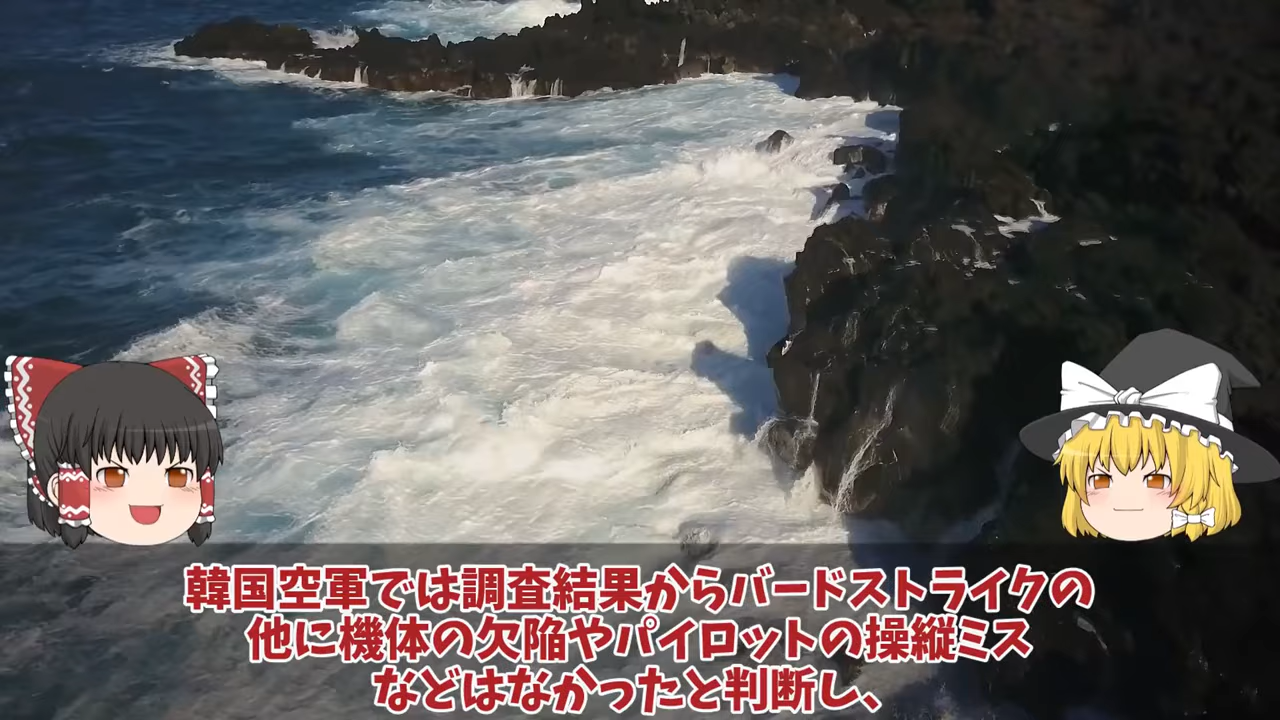 韓国空軍では調査結果からバードストライクの
他に機体の欠陥やパイロットの操縦ミス
などはなかったと判断し、